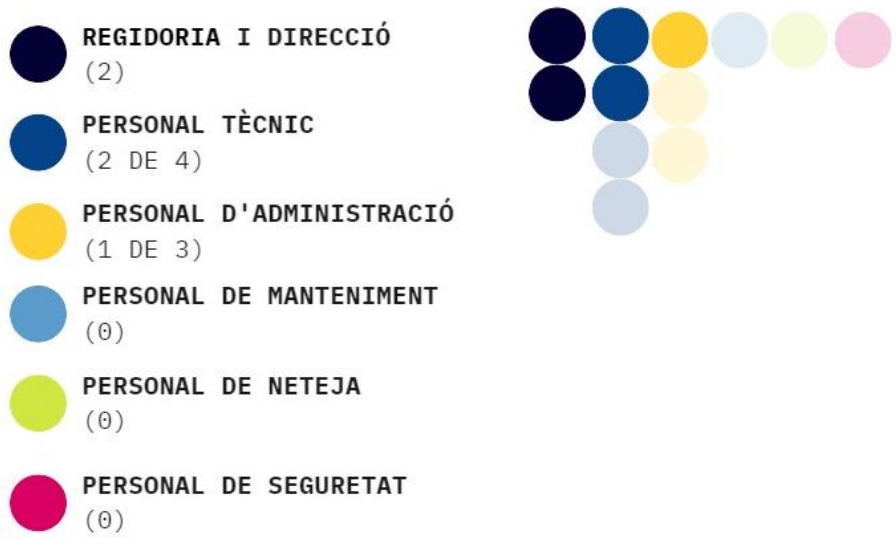 REGIDORIA I DIRECCIÓ
(2)
PERSONAL TÈCNIC
(2 DE 4)
PERSONAL D'ADMINISTRACIÓ
(1 DE 3)
PERSONAL DE MANTENIMENT
(0)
PERSONAL DE NETEJA
(0)
PERSONAL DE SEGURETAT
(0)